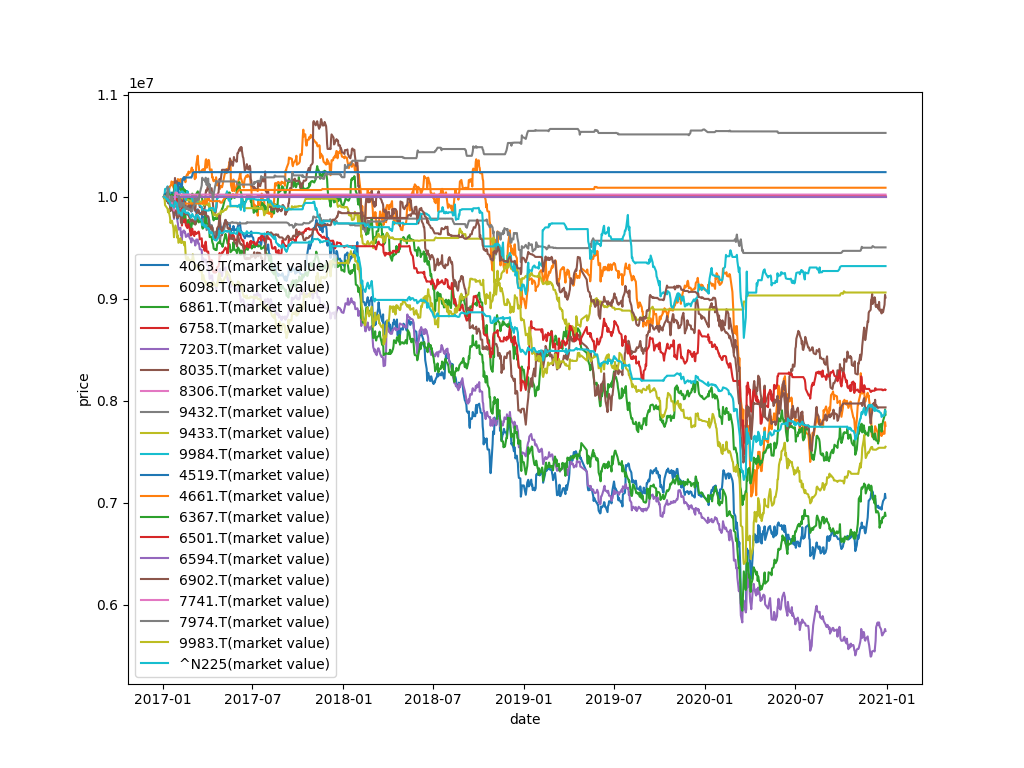 1e7
1.1
1.0
0.9
0.8
0.7
0.6
price
4063.T(market value)
6098.T(market value)
6861.T(market value)
6758.T(market value)
7203.T(market value)
8035.T(market value)
8306.T(market value)
9432.T(market value)
9433.T(market value)
9984.T(market value)
4519.T(market value)
4661.T(market value)
6367.T(market value)
6501.T(market value)
6594.T(market value)
6902.T(market value)
7741.T(market value)
7974.T(market value)
9983.T(market value)
^N225(market value)
2017-01 2017-07 2018-01 2018-07 2019-01 2019-07 2020-01 2020-07 2021-01
date